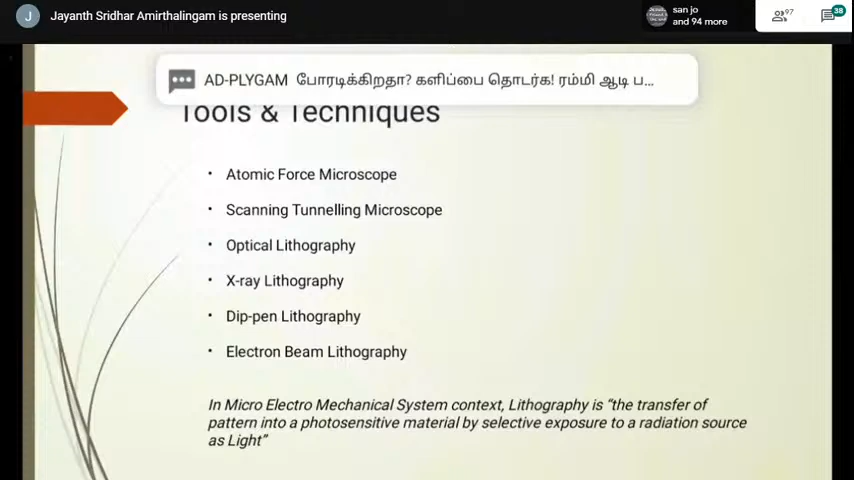 J Jayanth Sridhar Amirthalingam is presenting
san jo
and 94 more
97
38
AD-PLYGAM போரடிக்கிறதா? களிப்பை தொடர்க! ரம்மி ஆடி ப...
Tools & Techniques
• Atomic Force Microscope
• Scanning Tunnelling Microscope
• Optical Lithography
• X-ray Lithography
• Dip-pen Lithography
• Electron Beam Lithography
In Micro Electro Mechanical System context, Lithography is “the transfer of
pattern into a photosensitive material by selective exposure to a radiation source
as Light”